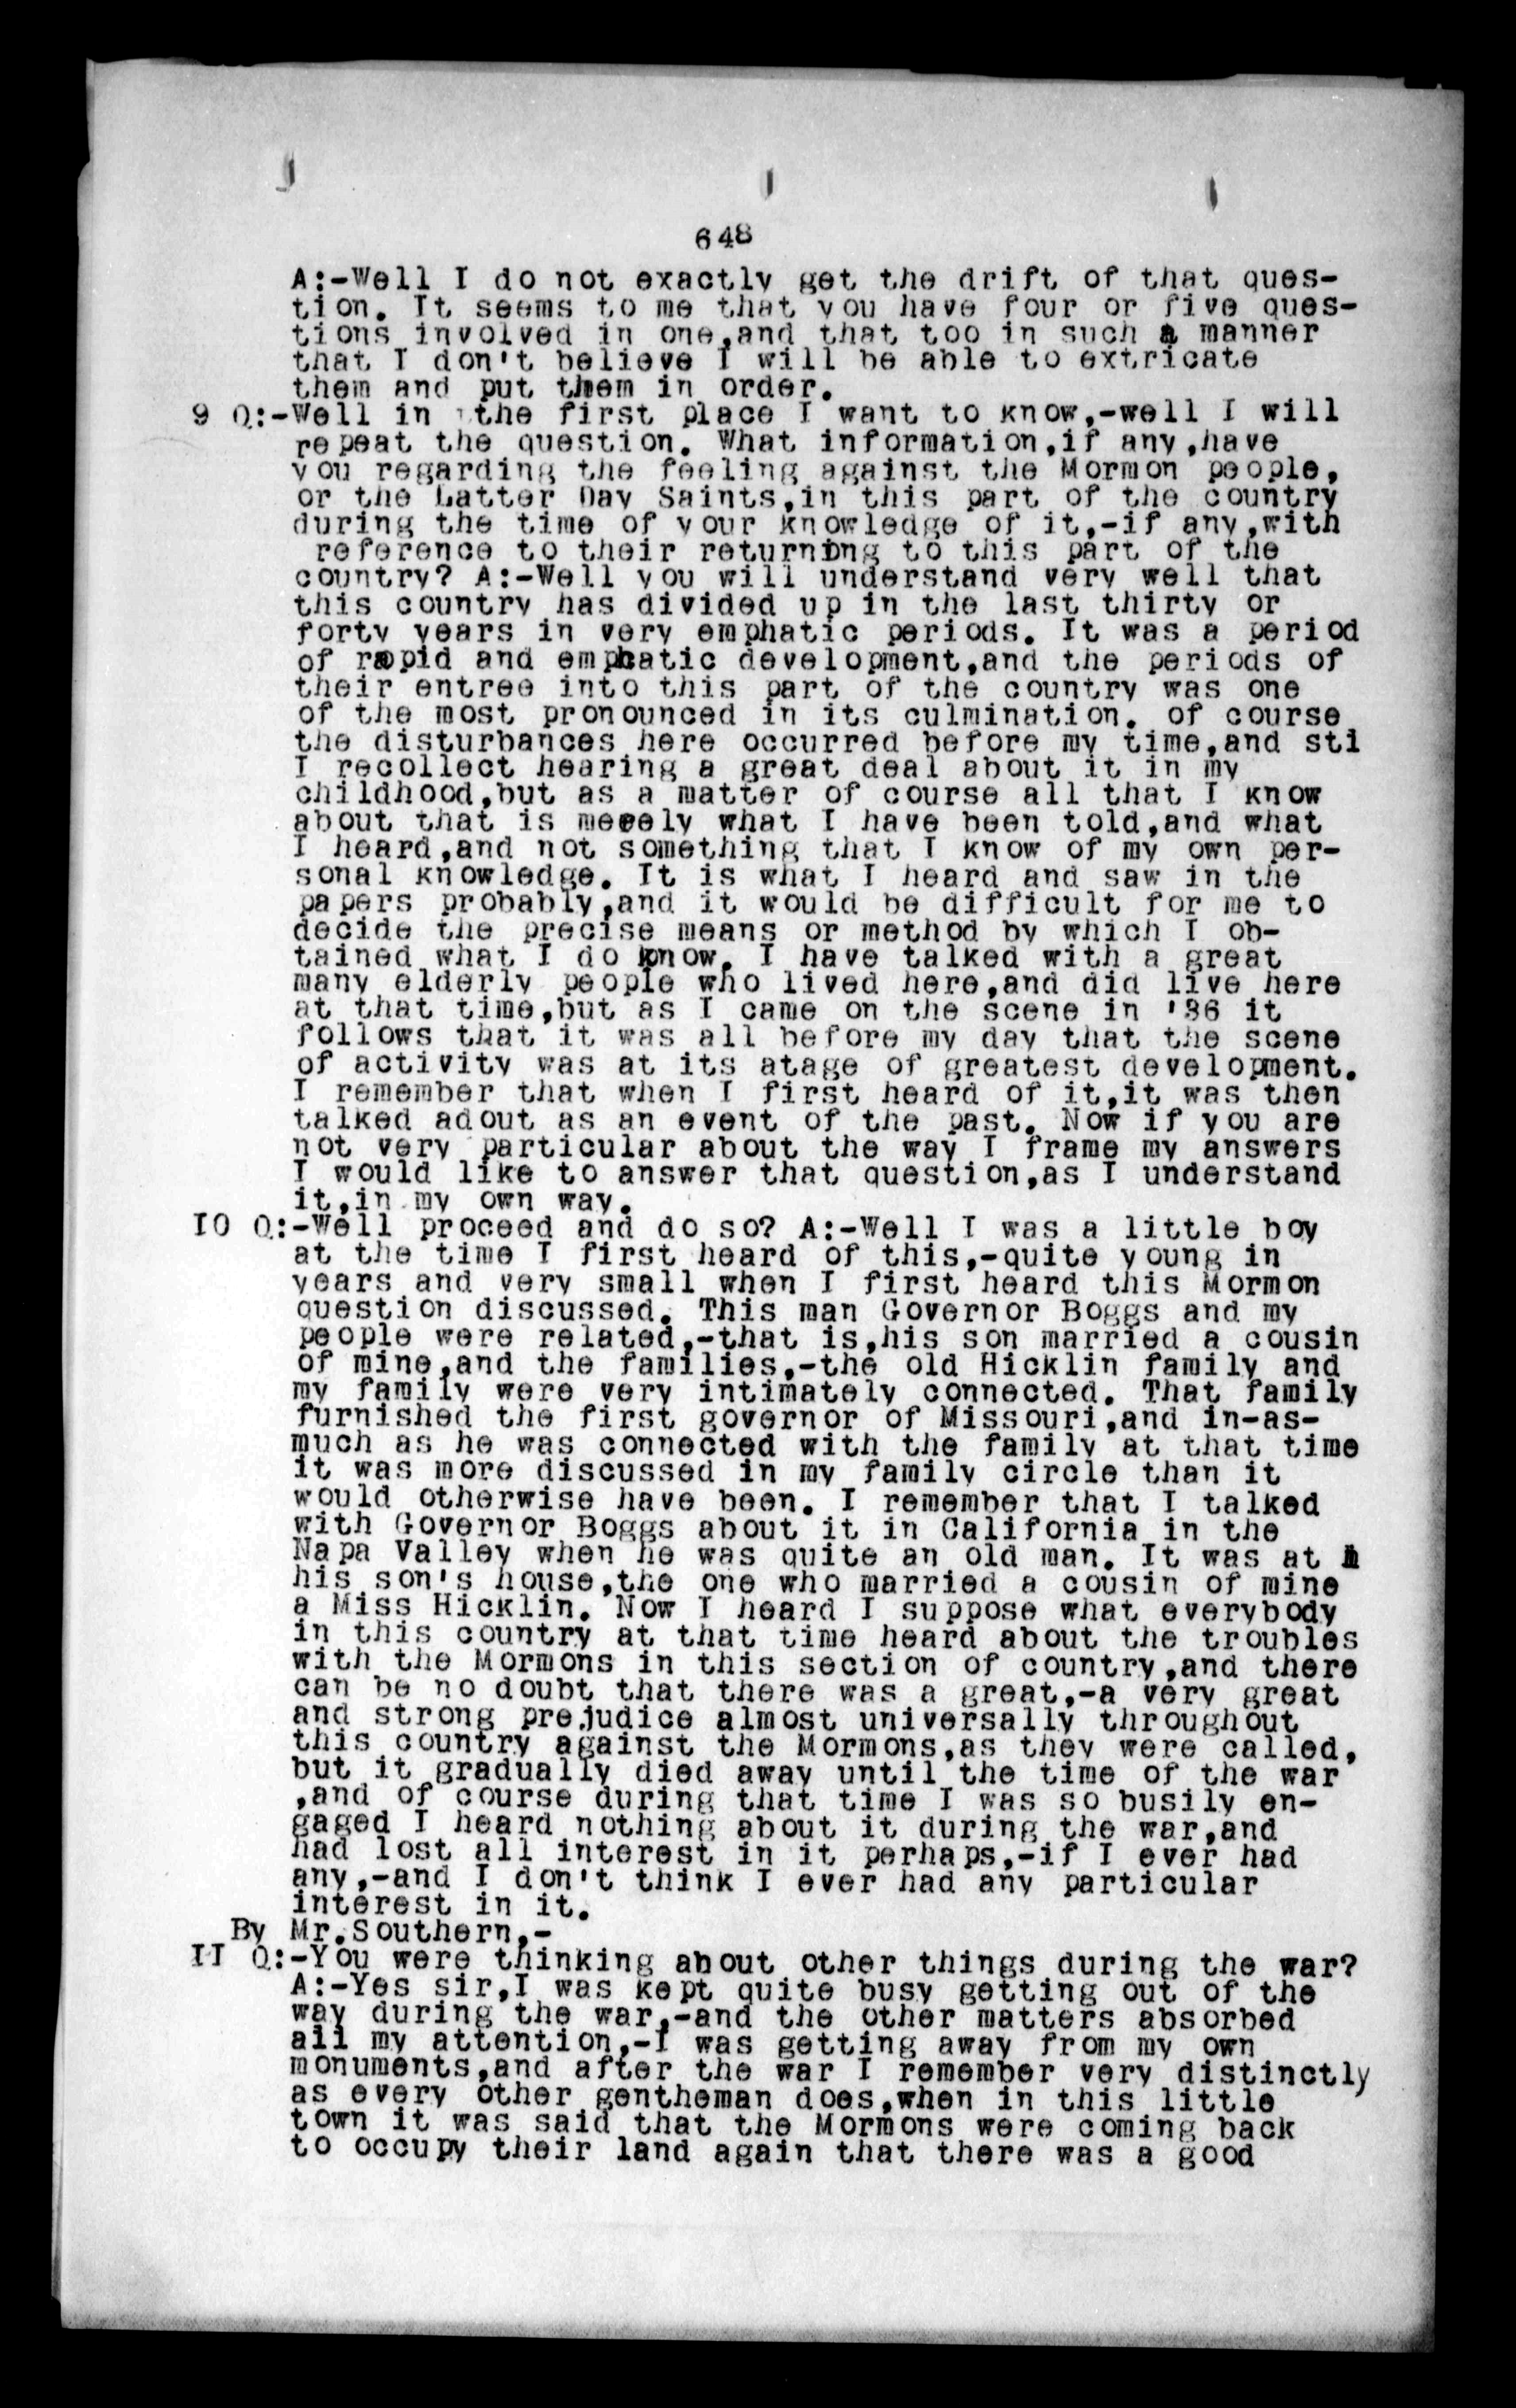 648
A:-Well I do not exactly get the drift of that ques-
tion. It seems to me that you have four or five ques-
tions involved in one,and that too in such a manner
that I don't believe I will be able to extricate
them and put them in order.
9 Q:-Well in the first place I want to know,-well I will
repeat the question. What information,if any,have
you regarding the feeling against the Mormon people,
or the Latter Day Saints,in this part of the country
during the time of your knowledge of it,-if any,with
reference to their returning to this part of the
country? A:-Well you will understand very well that
this country has divided up in the last thirty or
forty years in very emphatic periods. It was a period
of rapid and emphatic development,and the periods of
their entree into this part of the country was one
of the most pronounced in its culmination. of course
the disturbances here occurred before my time,and sti
I recollect hearing a great deal about it in my
childhood,but as a matter of course all that I know
about that is merely what I have been told,and what
I heard,and not something that I know of my own per-
sonal knowledge. It is what I heard and saw in the
papers probably,and it would be difficult for me to
decide the precise means or method by which I ob-
tained what I do know. I have talked with a great
many elderly people who lived here,and did live here
at that time,but as I came on the scene in '36 it
follows that it was all before my day that the scene
of activity was at its atage of greatest development.
I remember that when I first heard of it,it was then
talked adout as an event of the past. Now if you are
not very particular about the way I frame my answers
I would like to answer that question,as I understand
it,in my own way.
IO Q:-Well proceed and do so? A:-Well I was a little boy
at the time I first heard of this,-quite young in
years and very small when I first heard this Mormon
question discussed. This man Governor Boggs and my
people were related,-that is,his son married a cousin
of mine,and the families,-the old Hicklin family and
my family were very intimately connected. That family
furnished the first governor of Missouri,and in-as-
much as he was connected with the family at that time
it was more discussed in my family circle than it
would otherwise have been. I remember that I talked
with Governor Boggs about it in California in the
Napa Valley when he was quite an old man. It was at h
his son's house,the one who married a cousin of mine
a Miss Hicklin. Now I heard I suppose what everybody
in this country at that time heard about the troubles
with the Mormons in this section of country,and there
can be no doubt that there was a great,-a very great
and strong prejudice almost universally throughout
this country against the Mormons,as they were called,
but it gradually died away until the time of the war
,and of course during that time I was so busily en-
gaged I heard nothing about it during the war,and
had lost all interest in it perhaps,-if I ever had
any,-and I don't think I ever had any particular
interest in it.
By Mr.Southern,-
II Q:-You were thinking about other things during the war?
A:-Yes sir,I was kept quite busy getting out of the
way during the war,-and the other matters absorbed
all my attention,-I was getting away from my own
monuments,and after the war I remember very distinctly
as every other gentheman does,when in this little
town it was said that the Mormons were coming back
to occupy their land again that there was a good